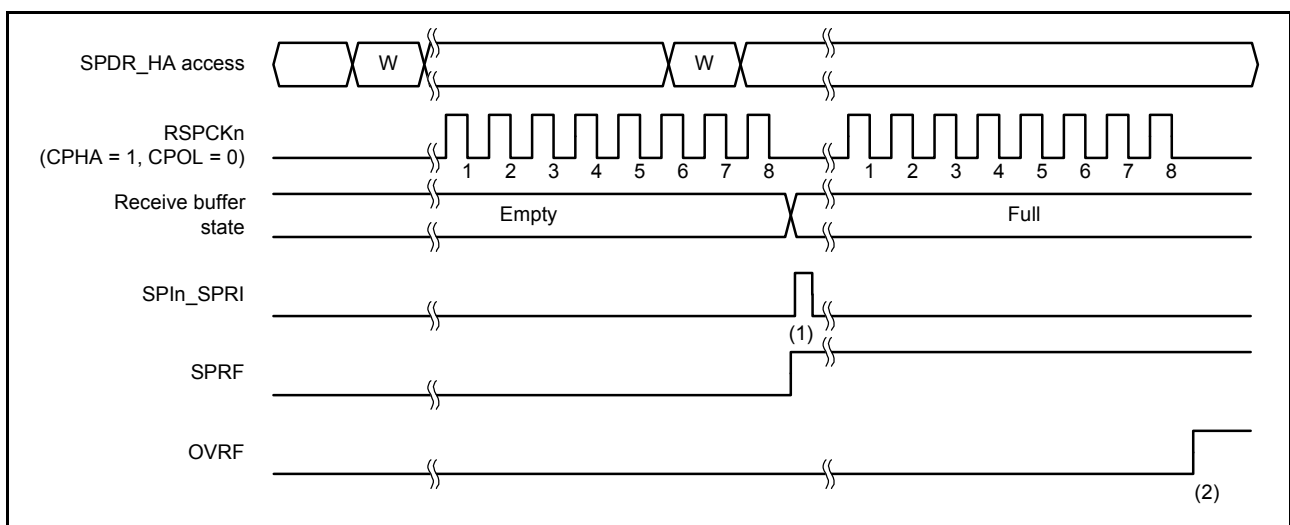 SPDR_HA access
W
W
RSPCKn
(CPHA = 1, CPOL = 0)
1 2 3 4 5 6 7 8
1 2 3 4 5 6 7 8
Receive buffer
state
Empty
Full
SPIn_SPRI
(1)
SPRF
OVRF
(2)